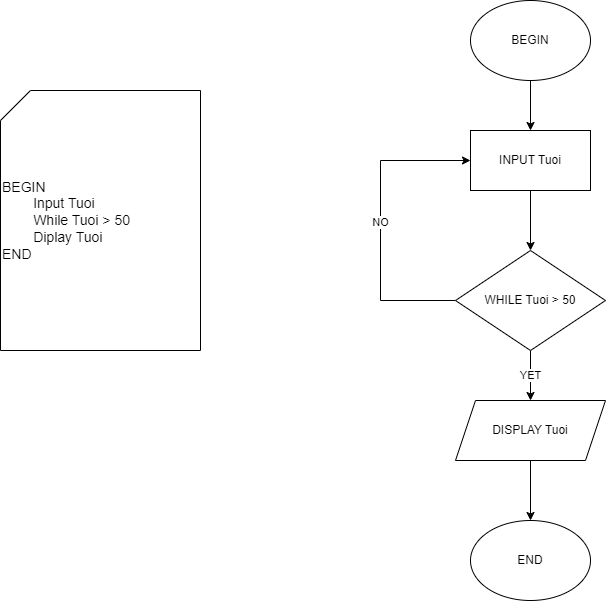 BEGIN
Input Tuoi
While Tuoi > 50
Diplay Tuoi
END
BEGIN
INPUT Tuoi
NO
WHILE Tuoi > 50
YET
DISPLAY Tuoi
END